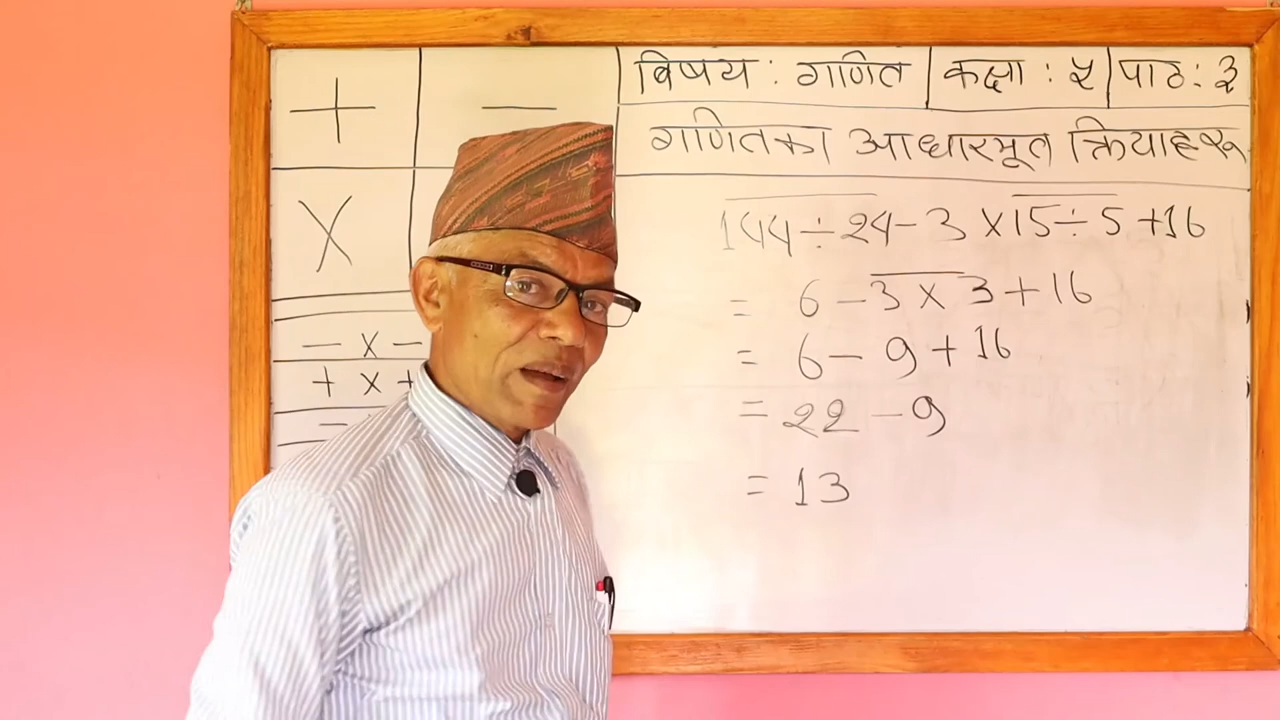 विषय : गणित कक्षा : ५ पाठ : ३
गणितका आधारभूत क्रियाहरू
+ −
×
− × −
+ × +
−
144 ÷ 24 − 3 × 15 ÷ 5 + 16
= 6 − 3 × 3 + 16
= 6 − 9 + 16
= 22 − 9
= 13